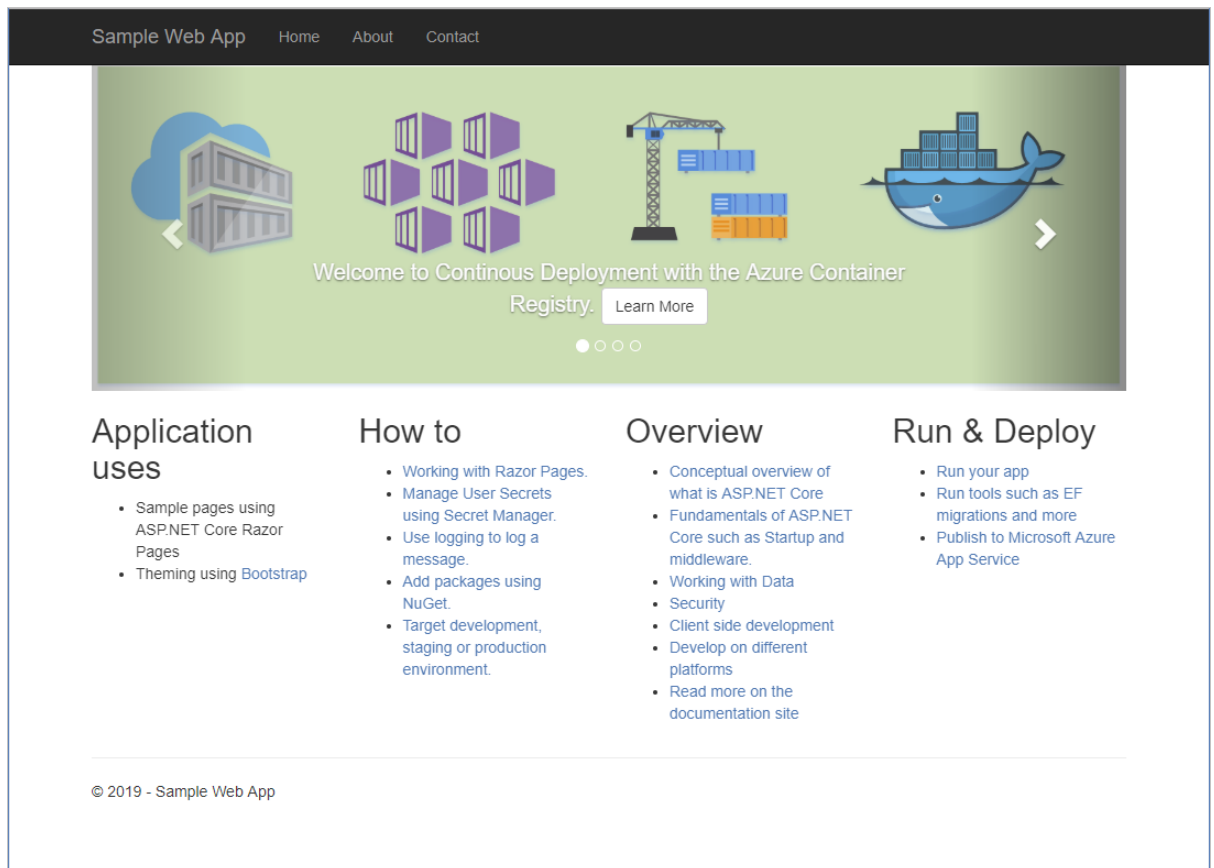 Sample Web App Home About Contact
Welcome to Continous Deployment with the Azure Container
Registry. Learn More
Application
uses
Sample pages using
ASP.NET Core Razor
Pages
Theming using Bootstrap
How to
Working with Razor Pages.
Manage User Secrets
using Secret Manager.
Use logging to log a
message.
Add packages using
NuGet.
Target development,
staging or production
environment.
Overview
Conceptual overview of
what is ASP.NET Core
Fundamentals of ASP.NET
Core such as Startup and
middleware.
Working with Data
Security
Client side development
Develop on different
platforms
Read more on the
documentation site
Run & Deploy
Run your app
Run tools such as EF
migrations and more
Publish to Microsoft Azure
App Service
© 2019 - Sample Web App